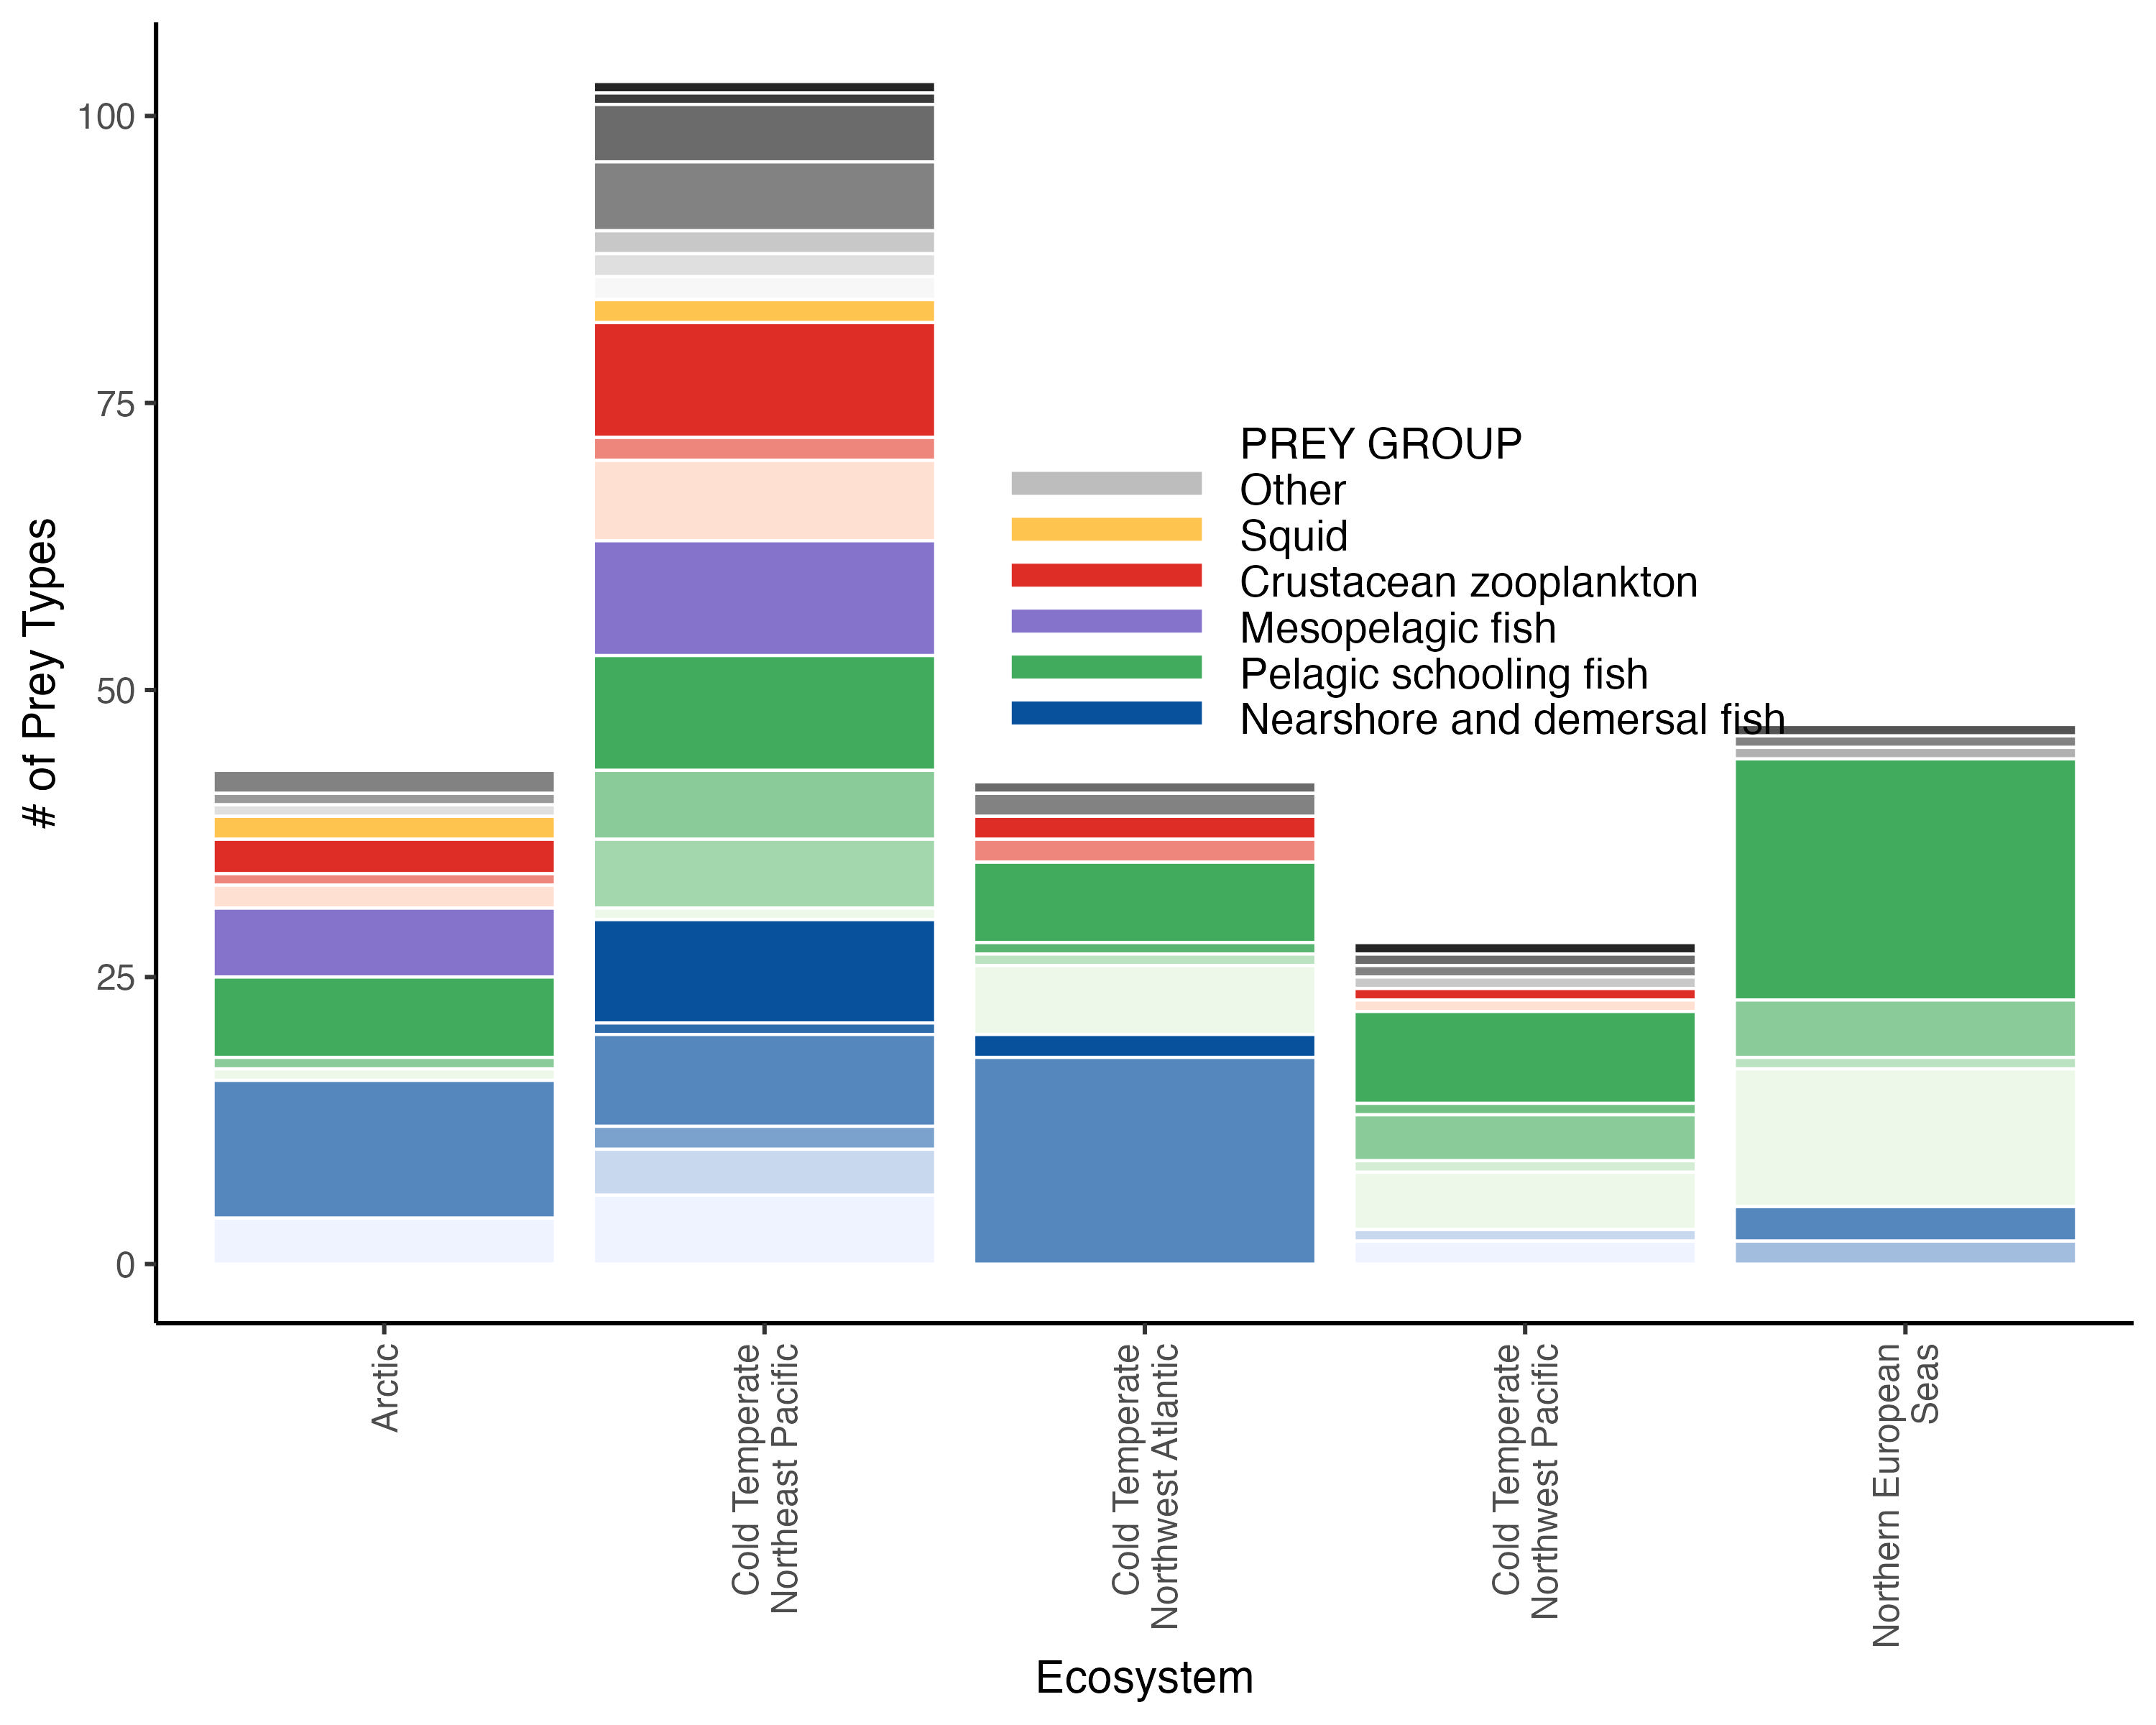 # of Prey Types
100
75
50
25
0
PREY GROUP
Other
Squid
Crustacean zooplankton
Mesopelagic fish
Pelagic schooling fish
Nearshore and demersal fish
Arctic
Cold Temperate
Northeast Pacific
Cold Temperate
Northwest Atlantic
Cold Temperate
Northwest Pacific
Northern European
Seas
Ecosystem